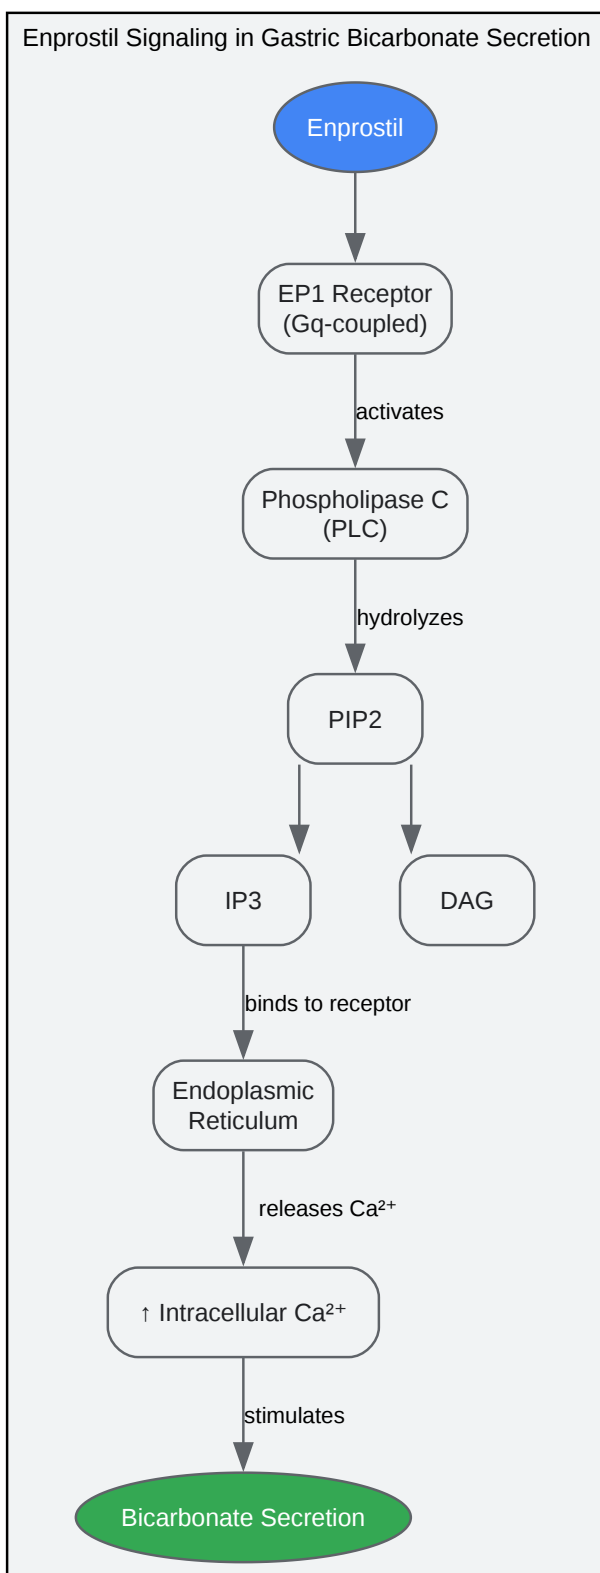 Enprostil Signaling in Gastric Bicarbonate Secretion
Enprostil
EP1 Receptor
(Gq-coupled)
activates
Phospholipase C
(PLC)
hydrolyzes
PIP2
IP3
DAG
binds to receptor
Endoplasmic
Reticulum
releases Ca²⁺
↑ Intracellular Ca²⁺
stimulates
Bicarbonate Secretion